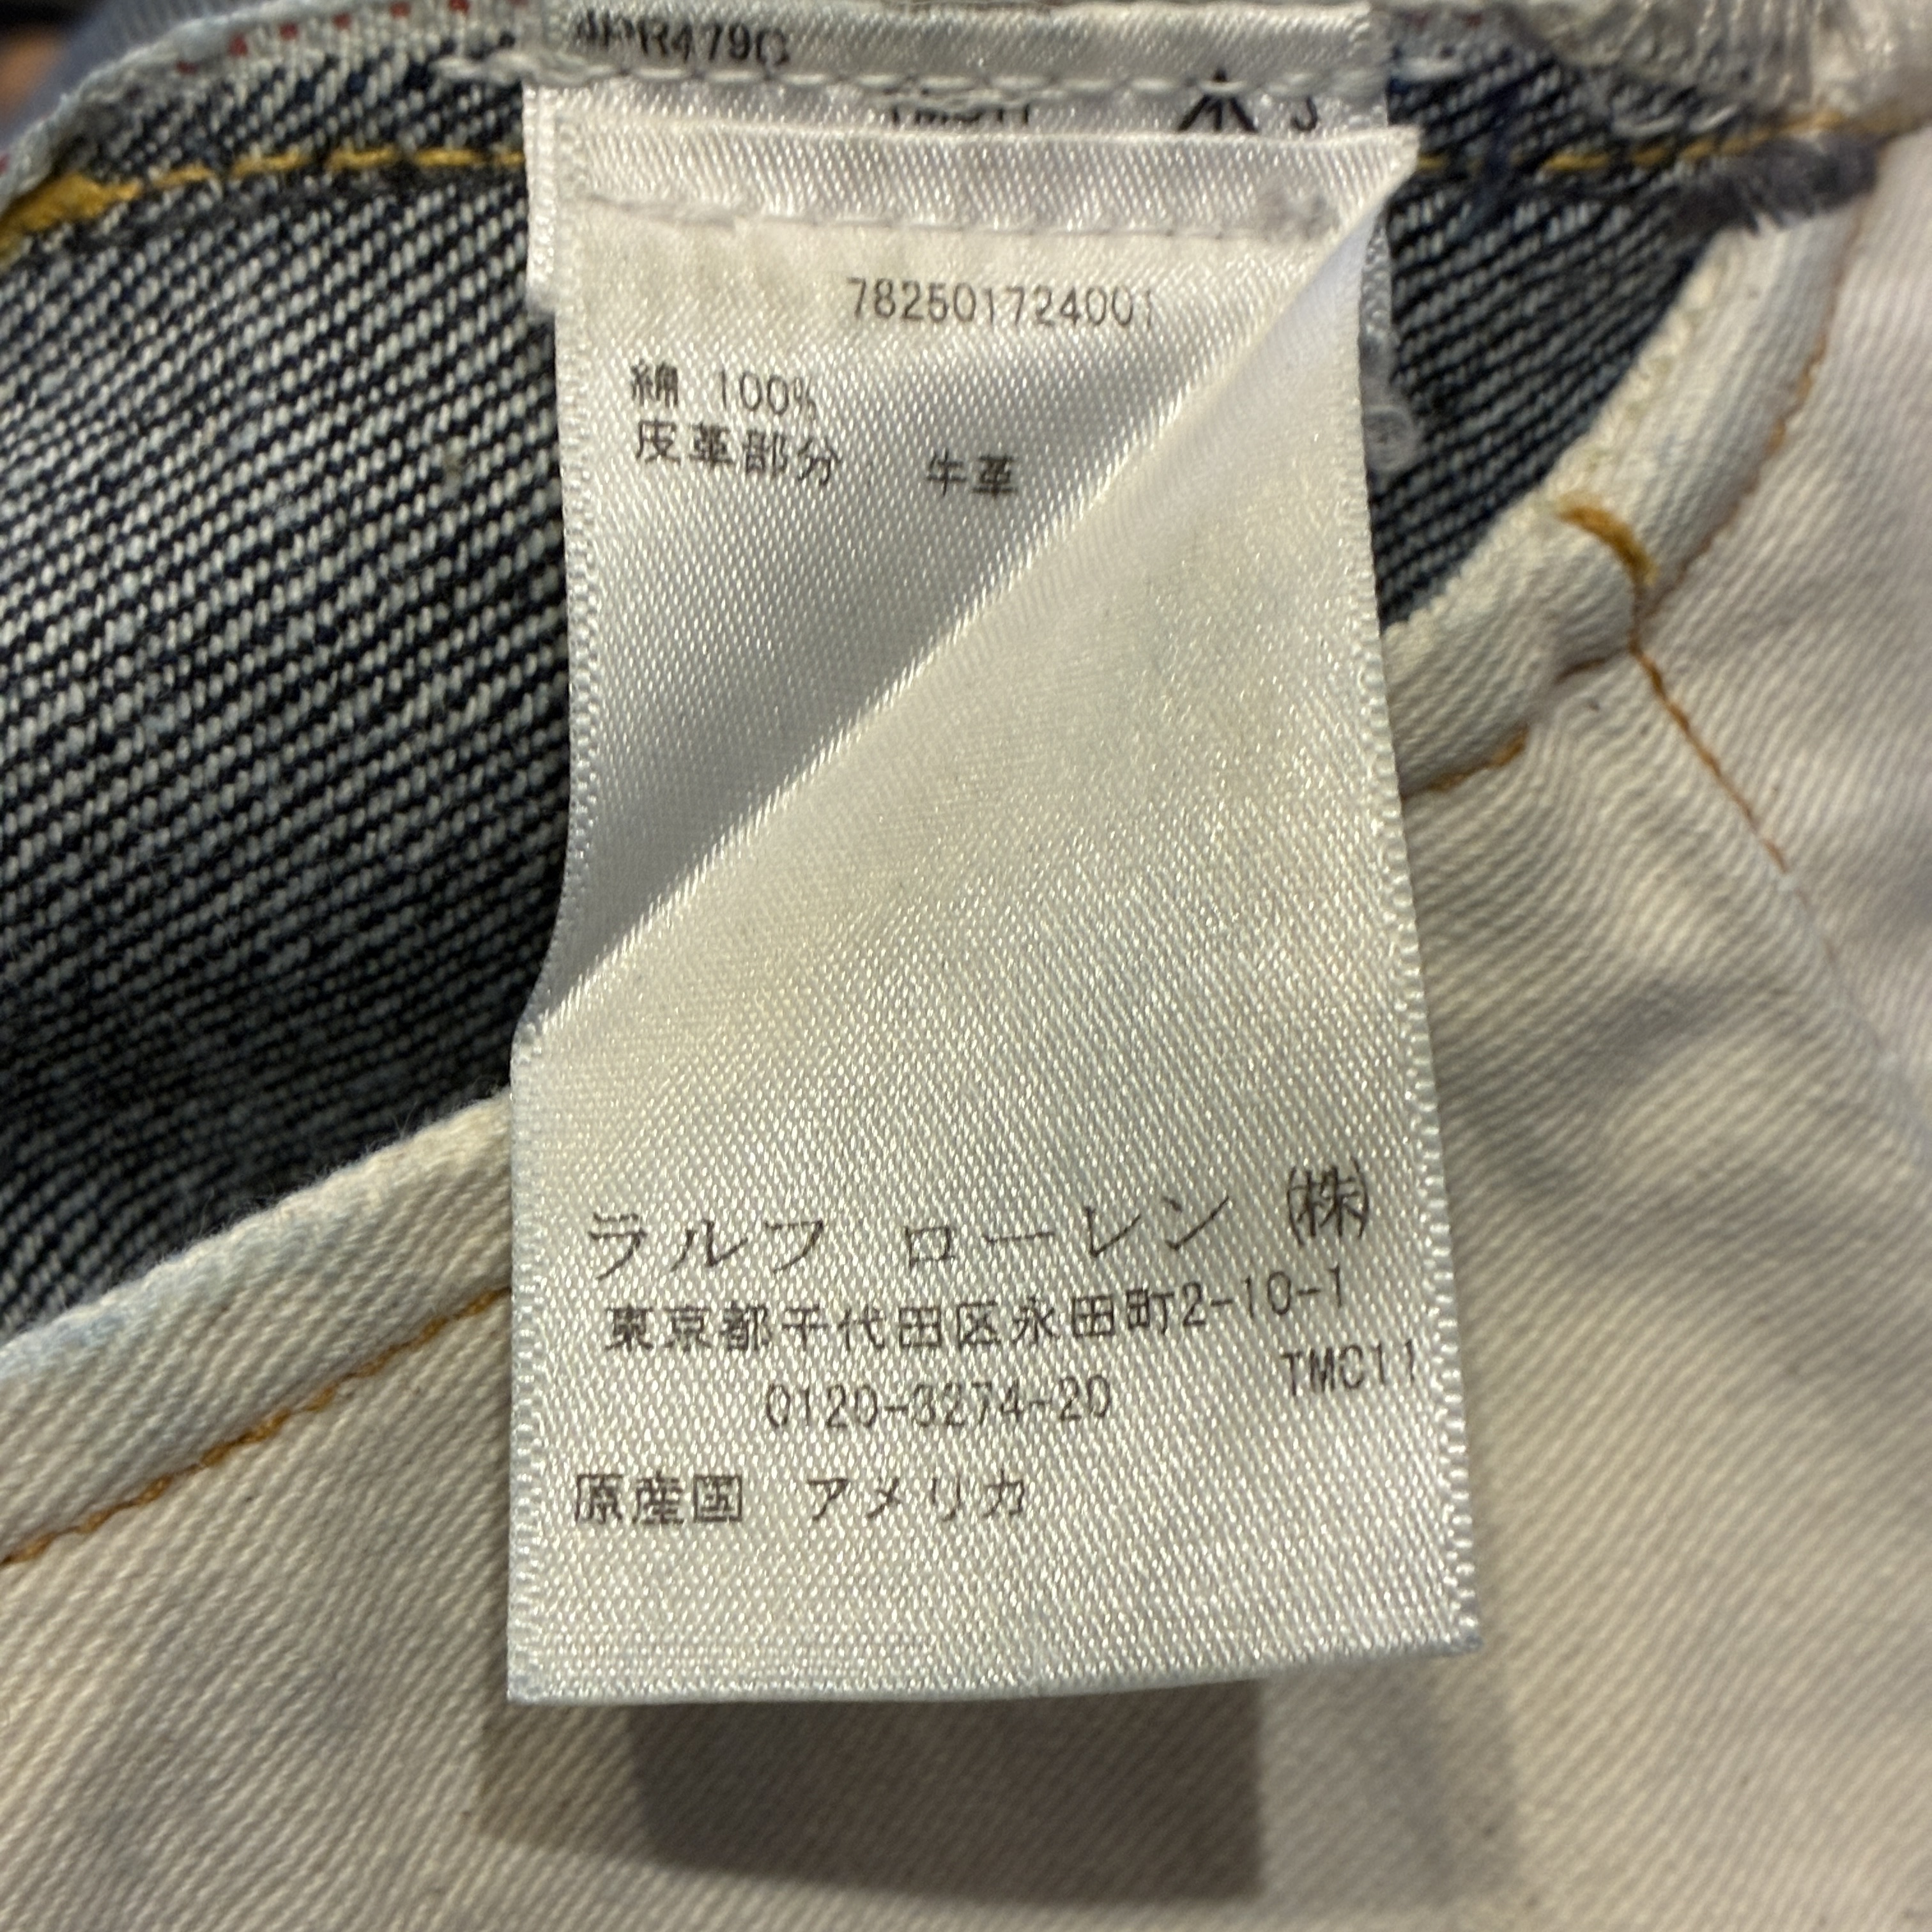 4PR479C
782501724001
綿 100%
皮革部分 牛革
ラルフ ローレン ㈱
東京都千代田区永田町2-10-1
TMC11
0120-3274-20
原産国 アメリカ